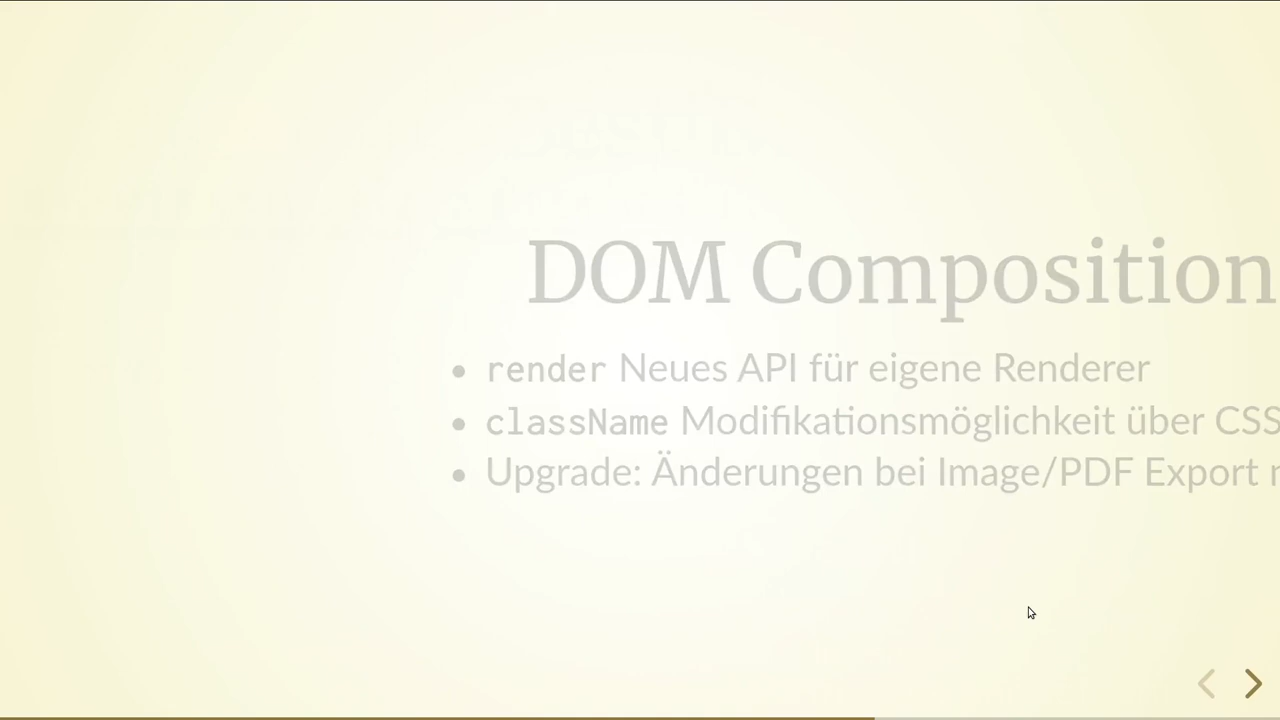 DOM Composition
render Neues API für eigene Renderer
className Modifikationsmöglichkeit über CSS
Upgrade: Änderungen bei Image/PDF Export